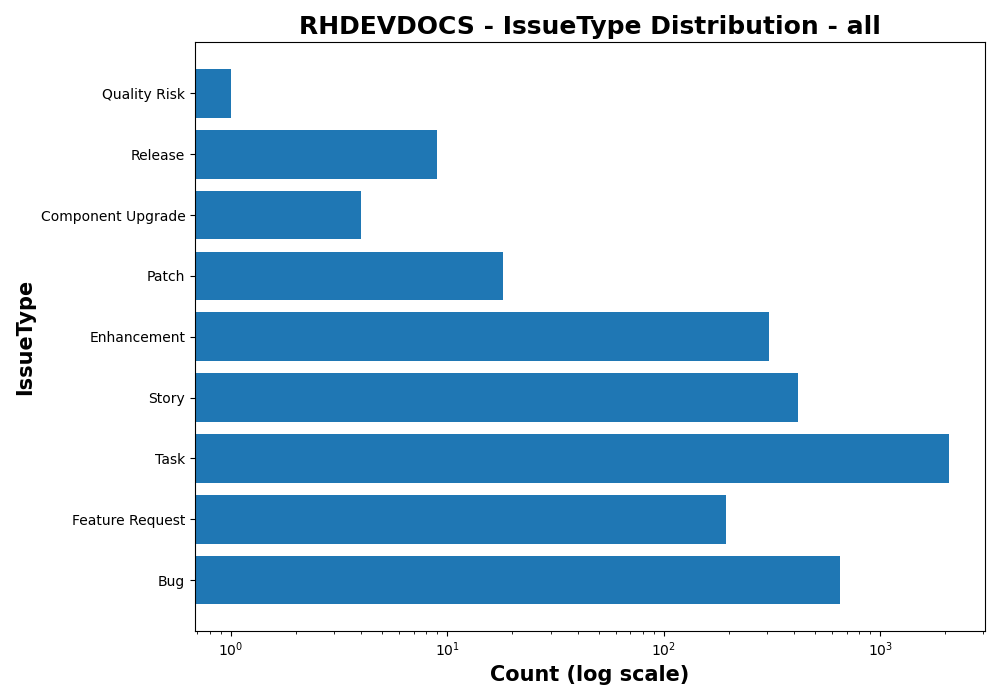 RHDEVDOCS - IssueType Distribution - all
IssueType
Quality Risk
Release
Component Upgrade
Patch
Enhancement
Story
Task
Feature Request
Bug
10⁰
10¹
10²
10³
Count (log scale)